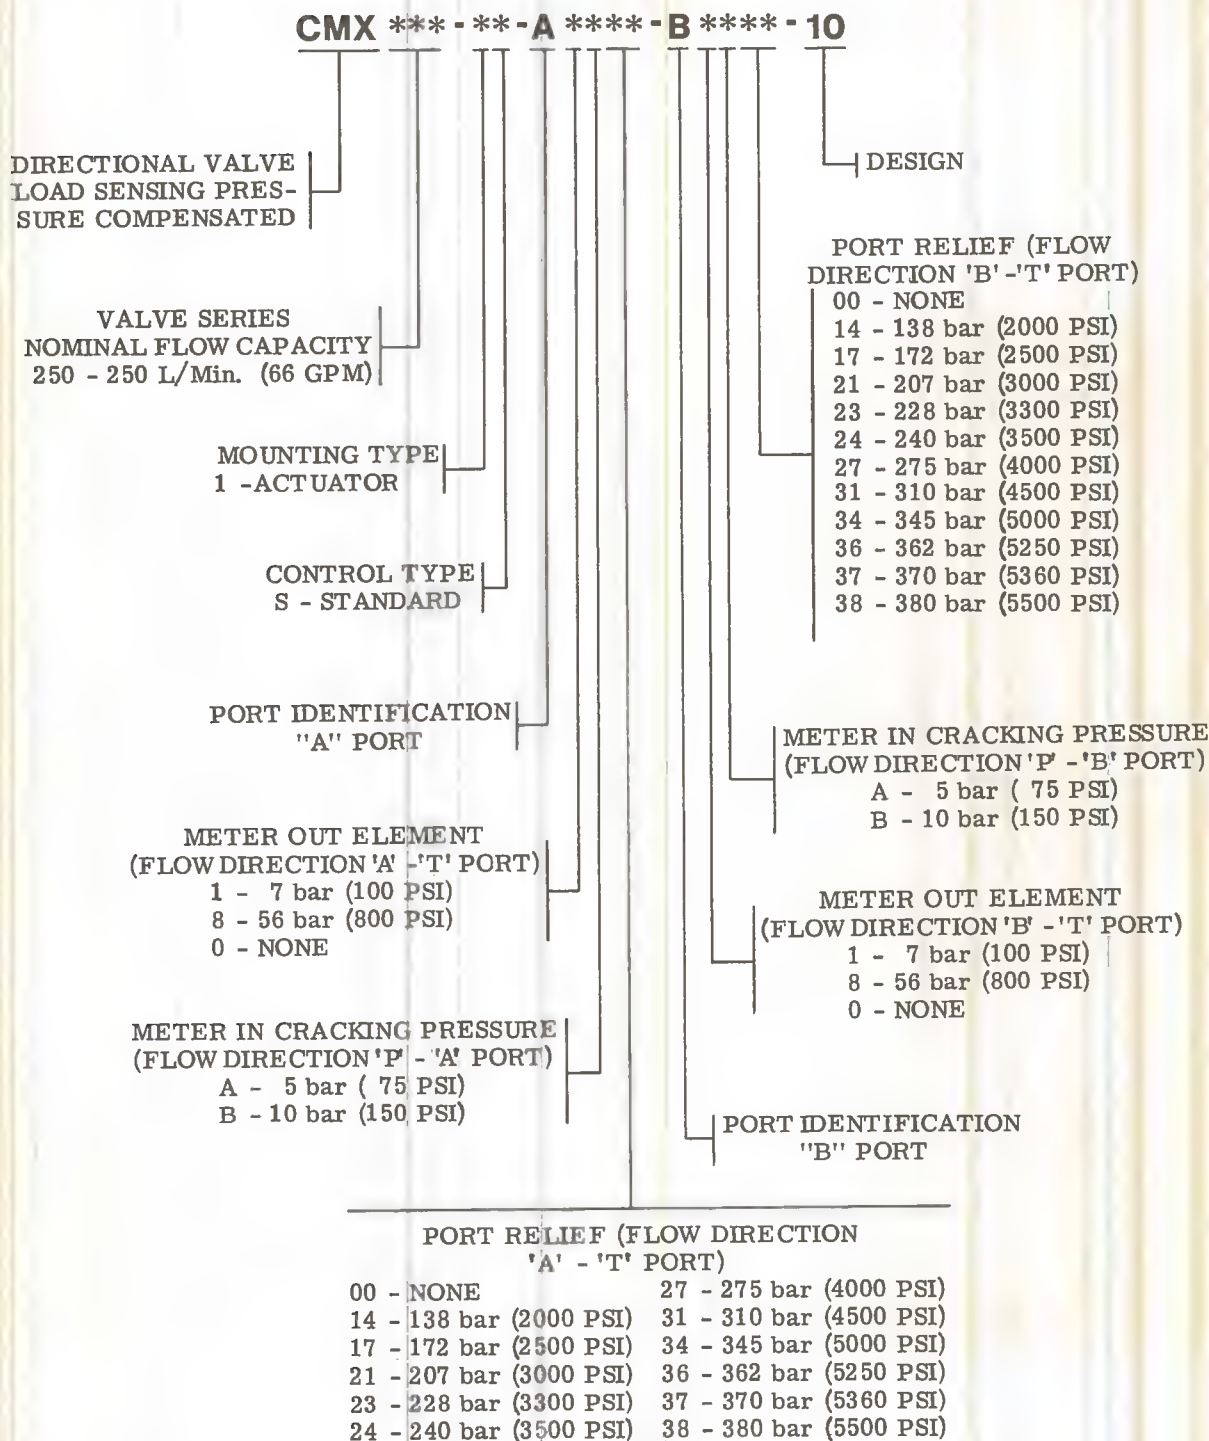 CMX *** - ** - A **** - B **** - 10
DIRECTIONAL VALVE
LOAD SENSING PRES-
SURE COMPENSATED
DESIGN
VALVE SERIES
NOMINAL FLOW CAPACITY
250 - 250 L/Min. (66 GPM)
PORT RELIEF (FLOW
DIRECTION 'B' -'T' PORT)
00 - NONE
14 - 138 bar (2000 PSI)
17 - 172 bar (2500 PSI)
21 - 207 bar (3000 PSI)
23 - 228 bar (3300 PSI)
24 - 240 bar (3500 PSI)
27 - 275 bar (4000 PSI)
31 - 310 bar (4500 PSI)
34 - 345 bar (5000 PSI)
36 - 362 bar (5250 PSI)
37 - 370 bar (5360 PSI)
38 - 380 bar (5500 PSI)
MOUNTING TYPE
1 -ACTUATOR
CONTROL TYPE
S - STANDARD
PORT IDENTIFICATION
"A" PORT
METER IN CRACKING PRESSURE
(FLOW DIRECTION 'P' -'B' PORT)
A - 5 bar ( 75 PSI)
B - 10 bar (150 PSI)
METER OUT ELEMENT
(FLOW DIRECTION 'A' -'T' PORT)
1 - 7 bar (100 PSI)
8 - 56 bar (800 PSI)
0 - NONE
METER OUT ELEMENT
(FLOW DIRECTION 'B' -'T' PORT)
1 - 7 bar (100 PSI)
8 - 56 bar (800 PSI)
0 - NONE
METER IN CRACKING PRESSURE
(FLOW DIRECTION 'P' - 'A' PORT)
A - 5 bar ( 75 PSI)
B - 10 bar (150 PSI)
PORT IDENTIFICATION
"B" PORT
PORT RELIEF (FLOW DIRECTION
'A' - 'T' PORT)
00 - NONE 27 - 275 bar (4000 PSI)
14 - 138 bar (2000 PSI) 31 - 310 bar (4500 PSI)
17 - 172 bar (2500 PSI) 34 - 345 bar (5000 PSI)
21 - 207 bar (3000 PSI) 36 - 362 bar (5250 PSI)
23 - 228 bar (3300 PSI) 37 - 370 bar (5360 PSI)
24 - 240 bar (3500 PSI) 38 - 380 bar (5500 PSI)